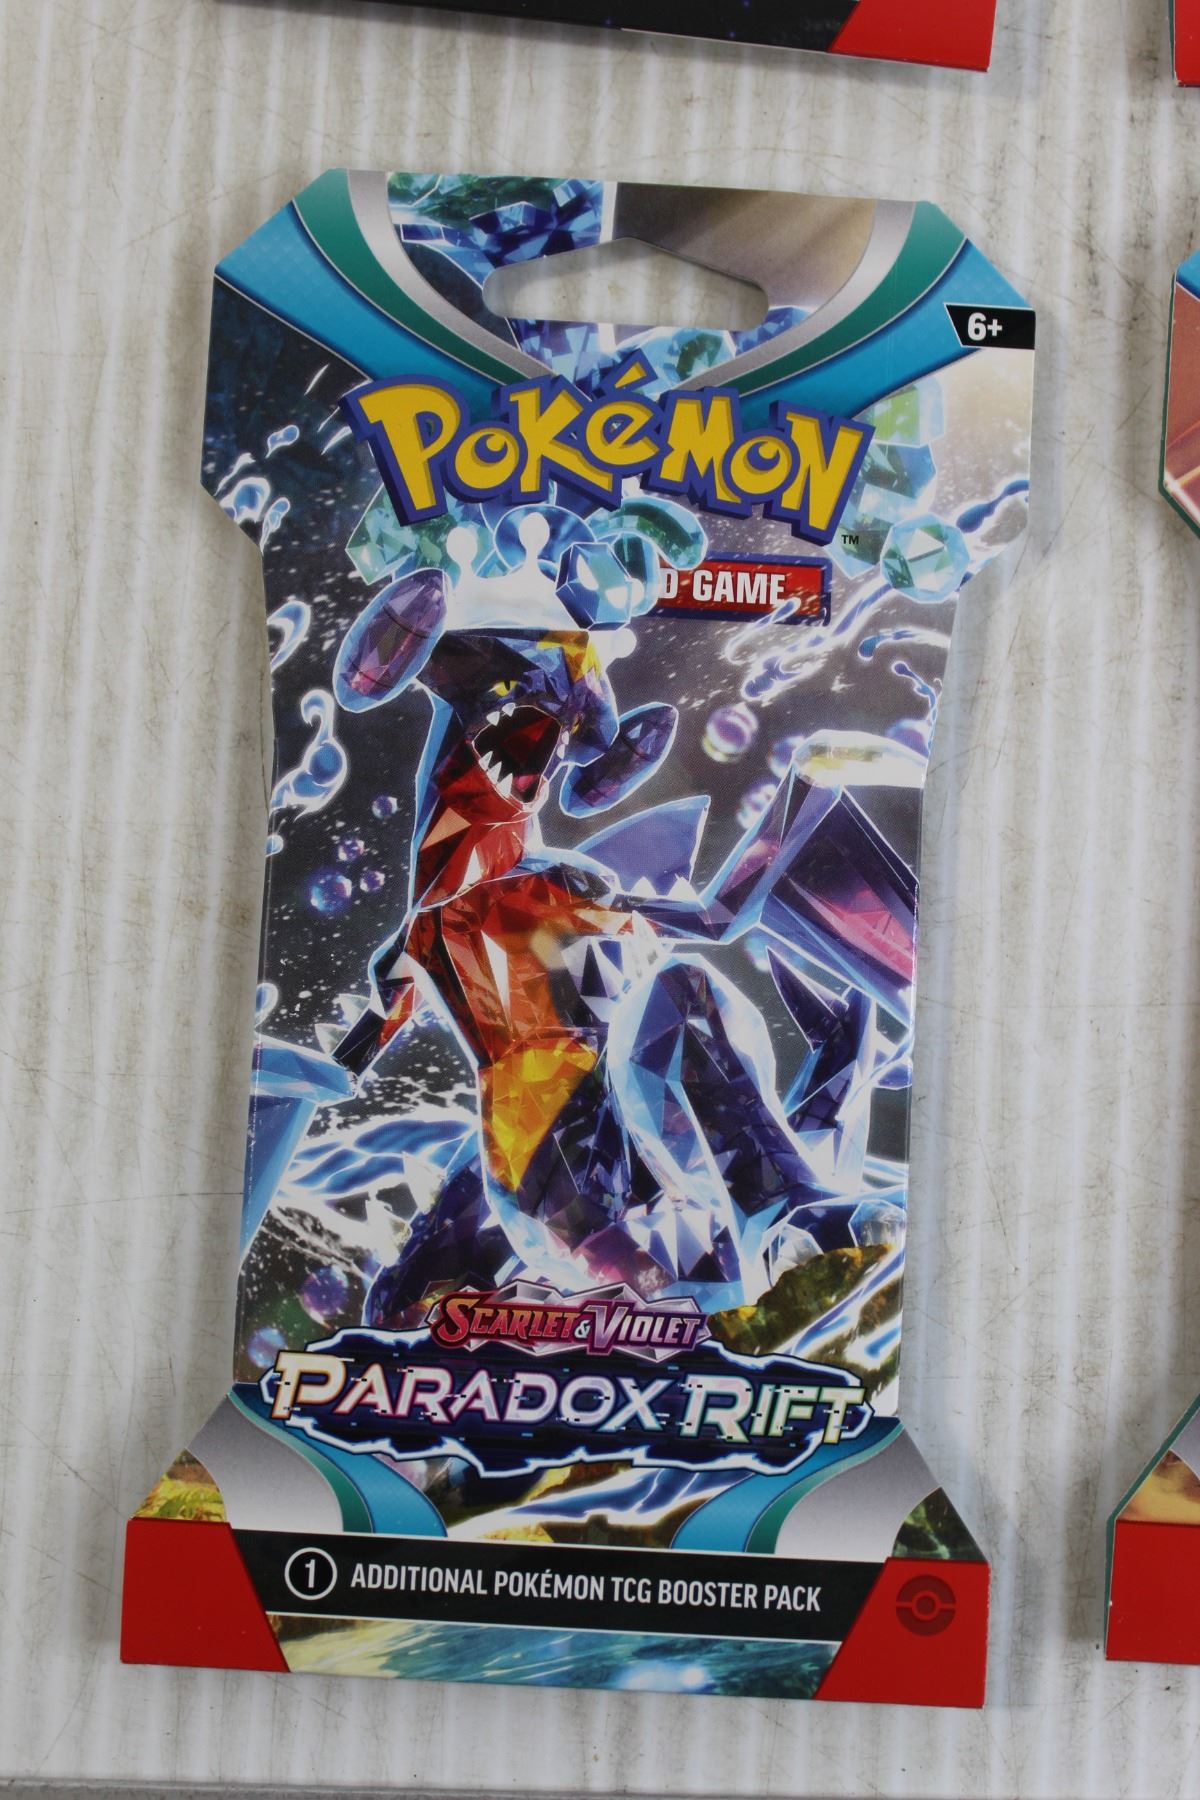 6+
POKÉMON
TM
D GAME
SCARLET & VIOLET
PARADOX RIFT
1 ADDITIONAL POKÉMON TCG BOOSTER PACK